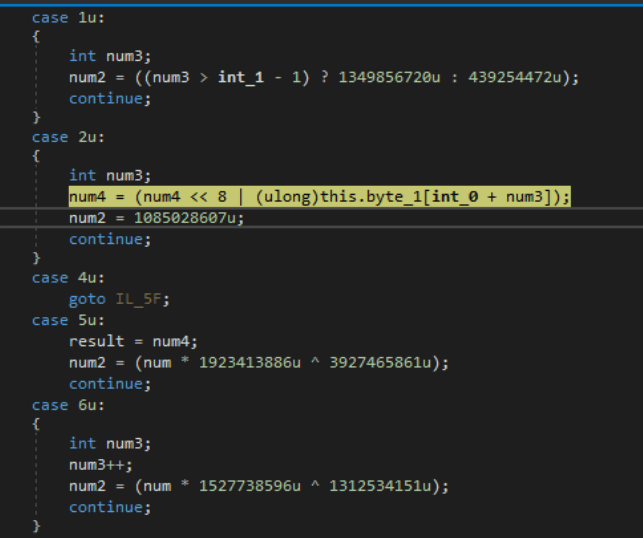 case 1u:
{
int num3;
num2 = ((num3 > int_1 - 1) ? 1349856720u : 439254472u);
continue;
}
case 2u:
{
int num3;
num4 = (num4 << 8 | (ulong)this.byte_1[int_0 + num3]);
num2 = 1085028607u;
continue;
}
case 4u:
goto IL_5F;
case 5u:
result = num4;
num2 = (num * 1923413886u ^ 3927465861u);
continue;
case 6u:
{
int num3;
num3++;
num2 = (num * 1527738596u ^ 1312534151u);
continue;
}